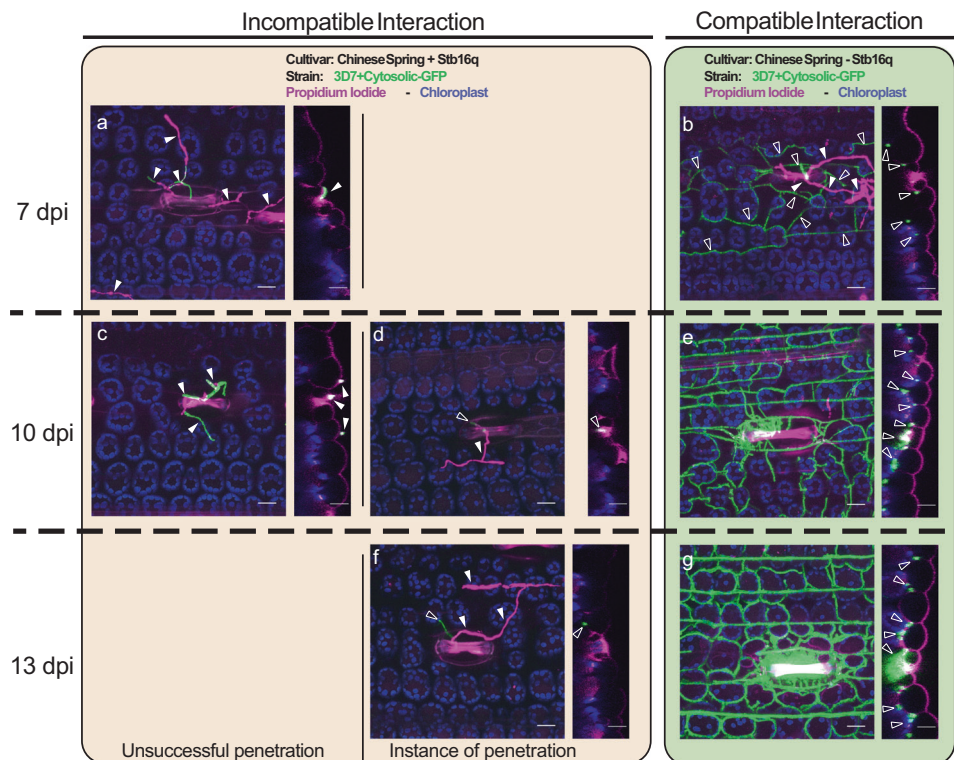 Incompatible Interaction
Compatible Interaction
Cultivar: Chinese Spring + Stb16q
Strain: 3D7+Cytosolic-GFP
Propidium Iodide - Chloroplast
Cultivar: Chinese Spring - Stb16q
Strain: 3D7+Cytosolic-GFP
Propidium Iodide - Chloroplast
a
b
7 dpi
c
d
e
10 dpi
f
g
13 dpi
Unsuccessful penetration
Instance of penetration